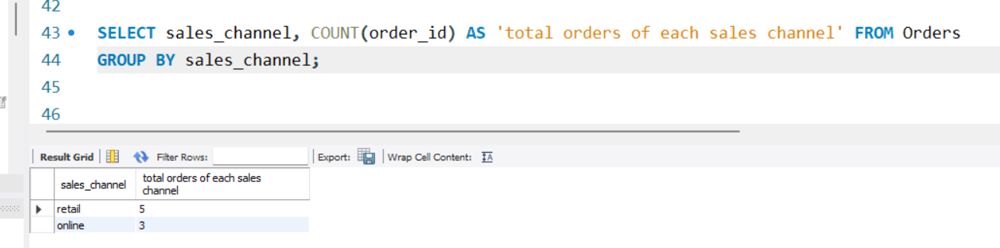 42
43 SELECT sales_channel, COUNT(order_id) AS 'total orders of each sales channel' FROM Orders
44 GROUP BY sales_channel;
45
46
Result Grid Filter Rows: Export: Wrap Cell Content: IA
sales_channel total orders of each sales
channel
retail 5
online 3